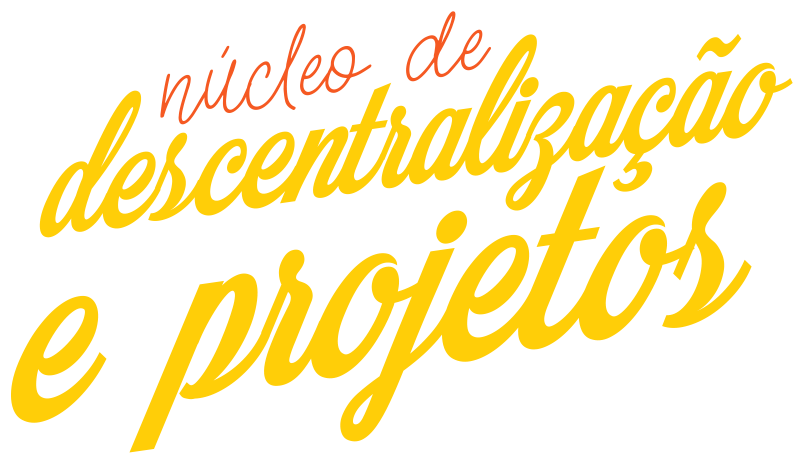 núcleo de
descentralização
e projetos